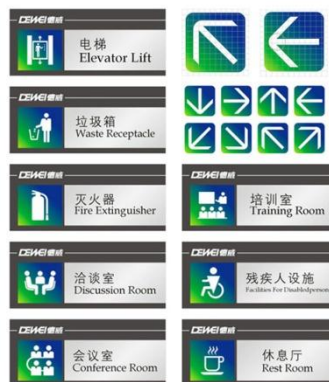 DEWEI德威
电梯
Elevator Lift
DEWEI德威
垃圾箱
Waste Receptacle
DEWEI德威
灭火器
Fire Extinguisher
DEWEI德威
培训室
Training Room
DEWEI德威
洽谈室
Discussion Room
DEWEI德威
残疾人设施
Facilities For Disabledperson
DEWEI德威
会议室
Conference Room
DEWEI德威
休息厅
Rest Room